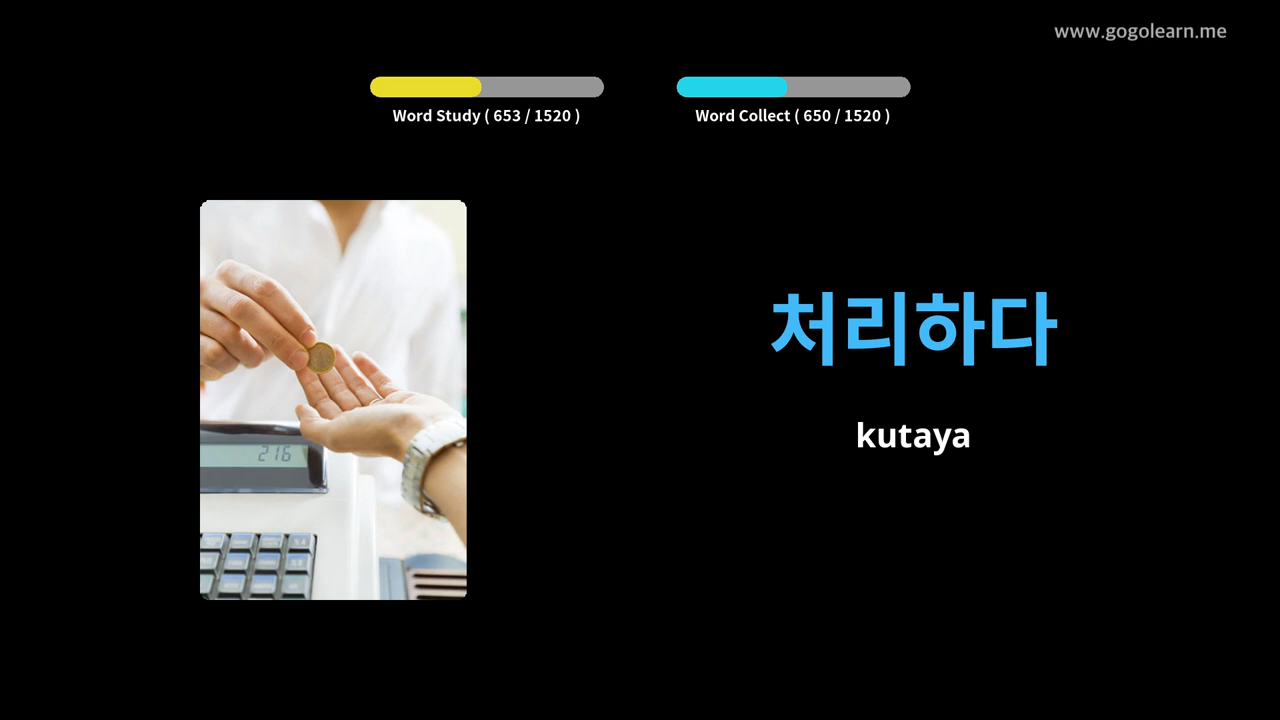 www.gogolearn.me
Word Study ( 653 / 1520 )
Word Collect ( 650 / 1520 )
처리하다
kutaya
216